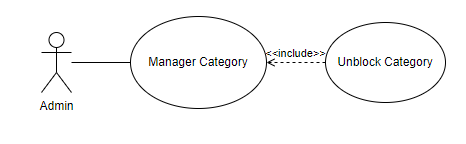 <<include>>
Manager Category
Unblock Category
Admin